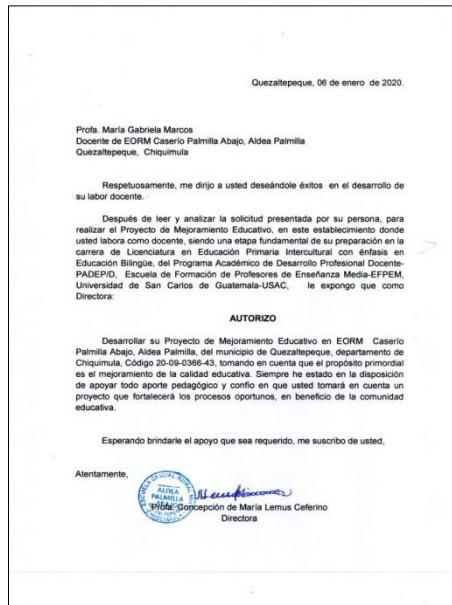 Quezaltepeque, 06 de enero de 2020.
Profa. María Gabriela Marcos
Docente de EORM Caserío Palmilla Abajo, Aldea Palmilla
Quezaltepeque, Chiquimula
Respetuosamente, me dirijo a usted deseándole éxitos en el desarrollo de
su labor docente.
Después de leer y analizar la solicitud presentada por su persona, para
realizar el Proyecto de Mejoramiento Educativo, en este establecimiento donde
usted labora como docente, siendo una etapa fundamental de su preparación en la
carrera de Licenciatura en Educación Primaria Intercultural con énfasis en
Educación Bilingüe, del Programa Académico de Desarrollo Profesional Docente-
PADEP/D, Escuela de Formación de Profesores de Enseñanza Media-EFPEM,
Universidad de San Carlos de Guatemala-USAC, le expongo que como
Directora:
AUTORIZO
Desarrollar su Proyecto de Mejoramiento Educativo en EORM Caserío
Palmilla Abajo, Aldea Palmilla, del municipio de Quezaltepeque, departamento de
Chiquimula, Código 20-09-0366-43, tomando en cuenta que el propósito primordial
es el mejoramiento de la calidad educativa. Siempre he estado en la disposición
de apoyar todo aporte pedagógico y confío en que usted tomará en cuenta un
proyecto que fortalecerá los procesos oportunos, en beneficio de la comunidad
educativa.
Esperando brindarle el apoyo que sea requerido, me suscribo de usted,
Atentamente,
ESCUELA OFICIAL RURAL
ALDEA
PALMILLA
ABAJO
Profa. Concepción de María Lemus Ceferino
Directora